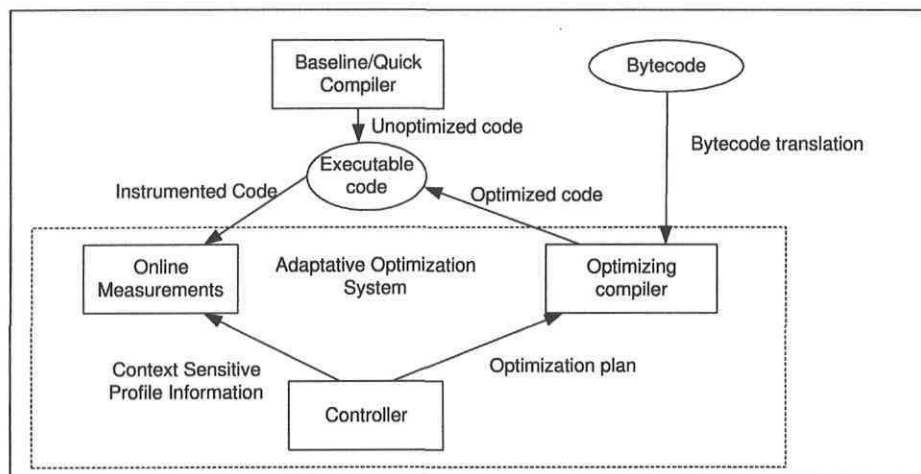 Baseline/Quick
Compiler
Bytecode
Unoptimized code
Bytecode translation
Executable
code
Instrumented Code
Optimized code
Online
Measurements
Adaptative Optimization
System
Optimizing
compiler
Context Sensitive
Profile Information
Optimization plan
Controller